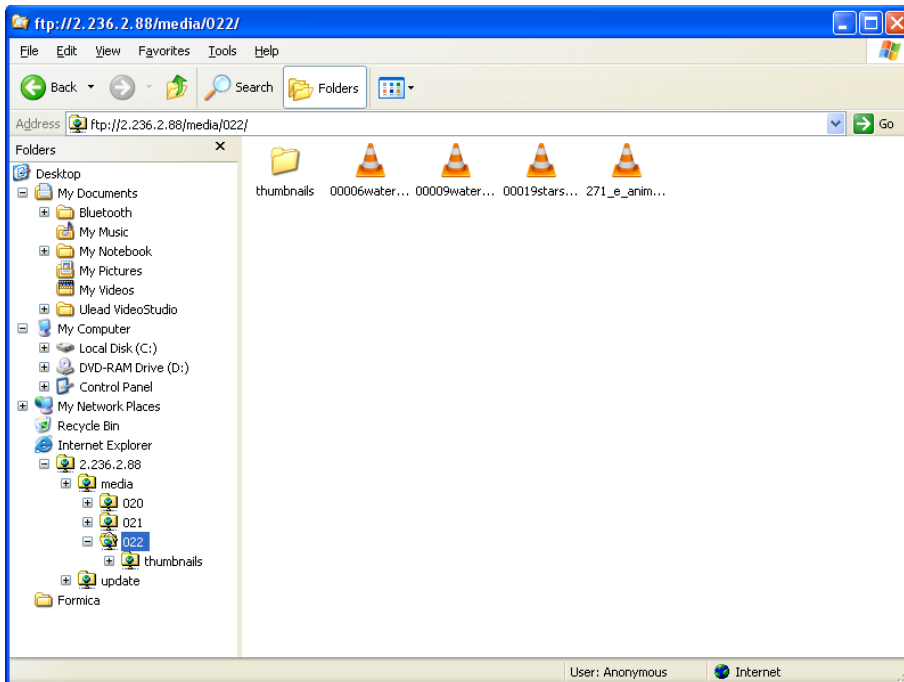 ftp://2.236.2.88/media/022/
File Edit View Favorites Tools Help
Back Search Folders
Address ftp://2.236.2.88/media/022/ Go
Folders
Desktop
My Documents
Bluetooth
My Music
My Notebook
My Pictures
My Videos
Ulead VideoStudio
My Computer
Local Disk (C:)
DVD-RAM Drive (D:)
Control Panel
My Network Places
Recycle Bin
Internet Explorer
2.236.2.88
media
020
021
022
thumbnails
update
Formica
thumbnails 00006water... 00009water... 00019stars... 271_e_anim...
User: Anonymous Internet